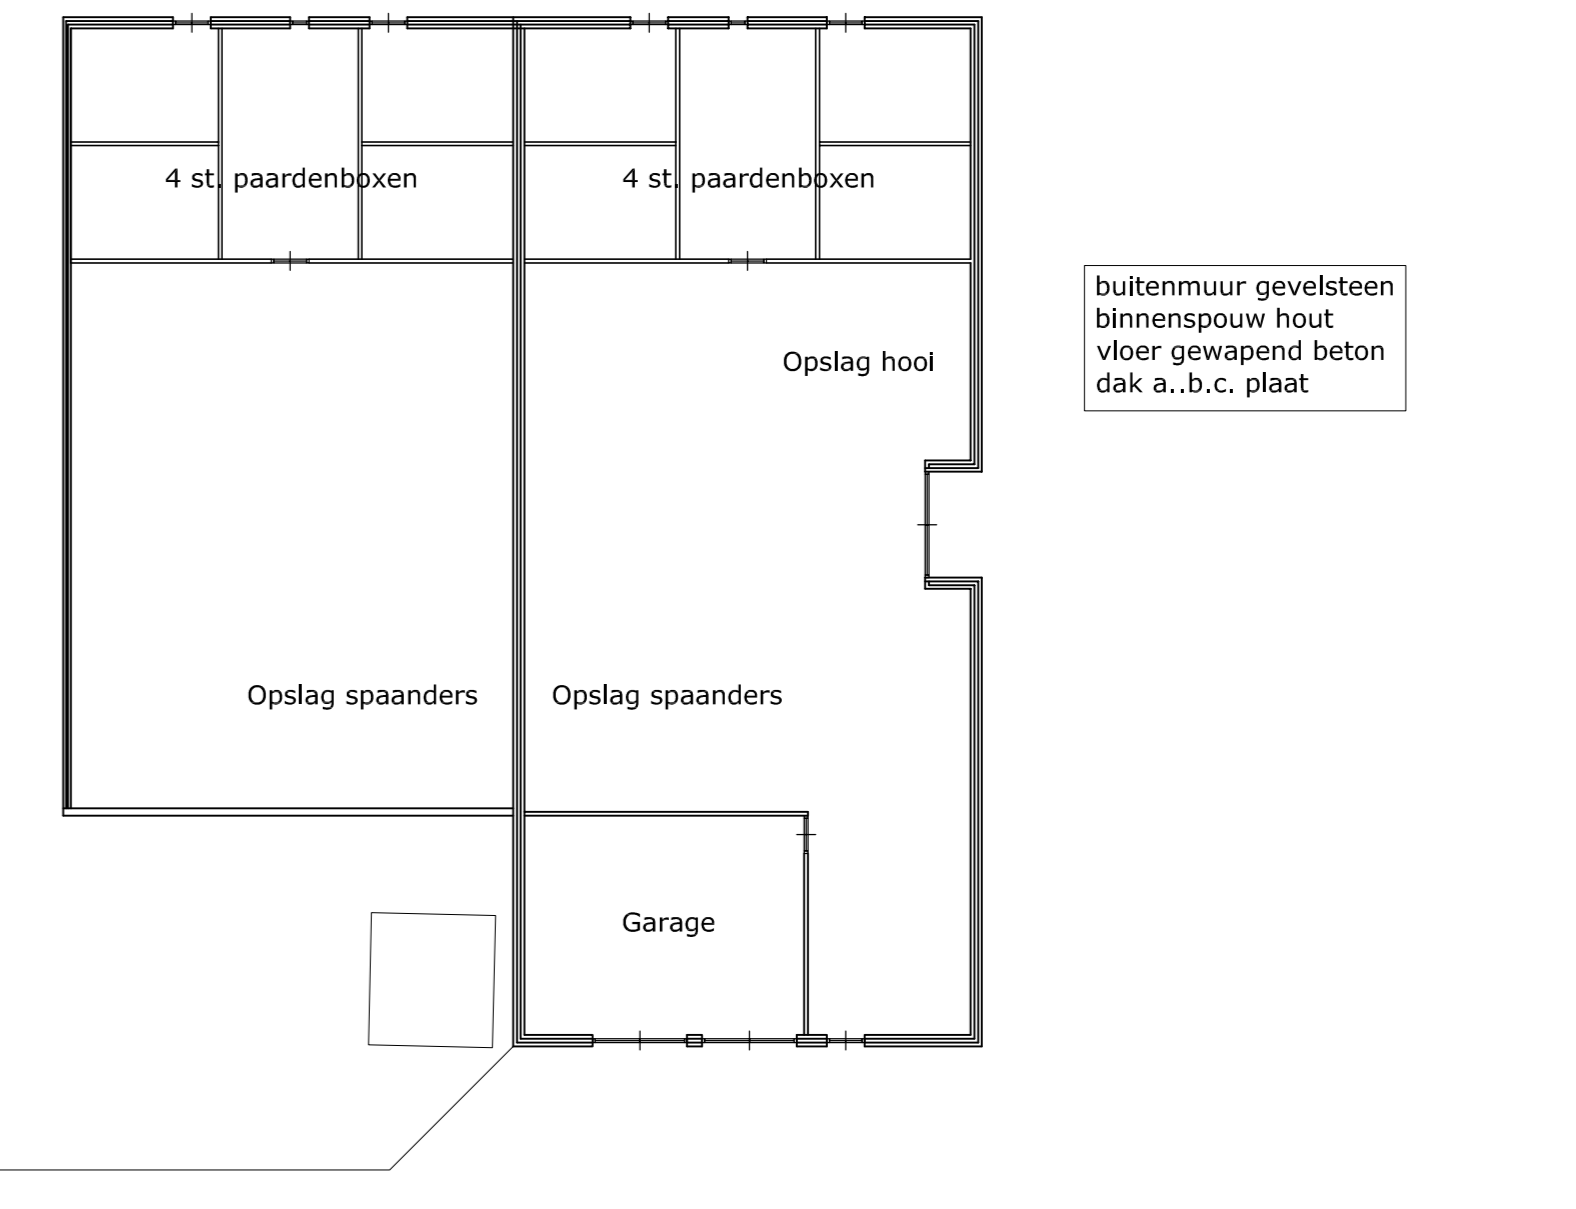 4 st. paardenboxen
4 st. paardenboxen
buitenmuur gevelsteen
binnenspouw hout
vloer gewapend beton
dak a..b.c. plaat
Opslag hooi
Opslag spaanders
Opslag spaanders
Garage